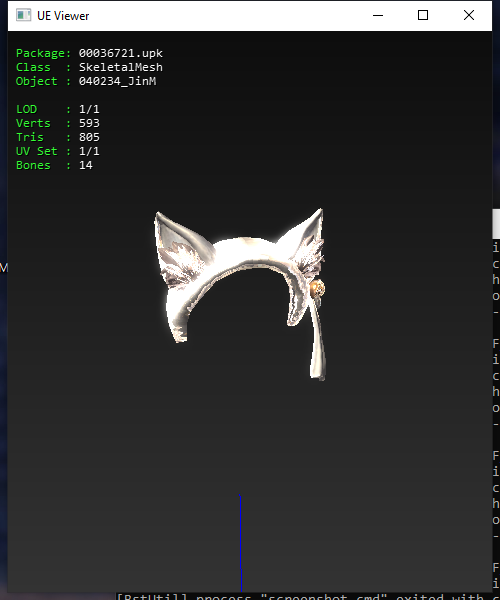 UE Viewer
Package: 00036721.upk
Class : SkeletalMesh
Object : 040234_JinM
LOD : 1/1
Verts : 593
Tris : 805
UV Set : 1/1
Bones : 14
M
i
c
h
o
-
F
i
c
h
o
-
F
i
c
h
o
-
F
i
[BstUtil] process "screenshot.cmd" exited with c